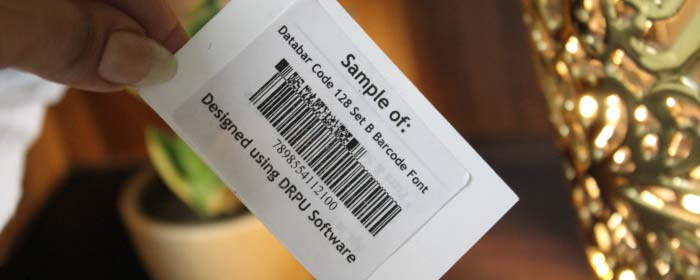 Sample of:
Databar Code 128 Set B Barcode Font
7898554112100
Designed using DRPU Software